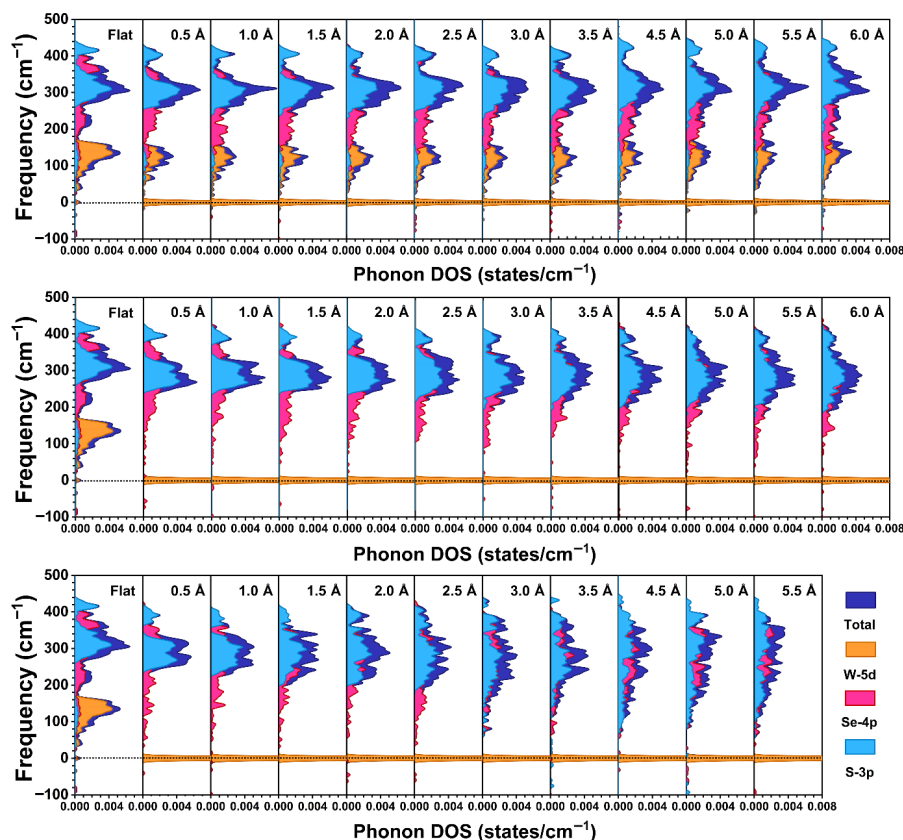 Flat 0.5 Å 1.0 Å 1.5 Å 2.0 Å 2.5 Å 3.0 Å 3.5 Å 4.5 Å 5.0 Å 5.5 Å 6.0 Å
500
400
300
200
100
0
−100
Frequency (cm⁻¹)
0.000 0.004 0.000 0.004 0.000 0.004 0.000 0.004 0.000 0.004 0.000 0.004 0.000 0.004 0.000 0.004 0.000 0.004 0.000 0.004 0.000 0.004 0.000 0.004 0.008
Phonon DOS (states/cm⁻¹)
Flat 0.5 Å 1.0 Å 1.5 Å 2.0 Å 2.5 Å 3.0 Å 3.5 Å 4.5 Å 5.0 Å 5.5 Å 6.0 Å
500
400
300
200
100
0
−100
Frequency (cm⁻¹)
0.000 0.004 0.000 0.004 0.000 0.004 0.000 0.004 0.000 0.004 0.000 0.004 0.000 0.004 0.000 0.004 0.000 0.004 0.000 0.004 0.000 0.004 0.000 0.004 0.008
Phonon DOS (states/cm⁻¹)
Flat 0.5 Å 1.0 Å 1.5 Å 2.0 Å 2.5 Å 3.0 Å 3.5 Å 4.5 Å 5.0 Å 5.5 Å
500
400
300
200
100
0
−100
Frequency (cm⁻¹)
0.000 0.004 0.000 0.004 0.000 0.004 0.000 0.004 0.000 0.004 0.000 0.004 0.000 0.004 0.000 0.004 0.000 0.004 0.000 0.004 0.000 0.004 0.008
Phonon DOS (states/cm⁻¹)
Total
W-5d
Se-4p
S-3p